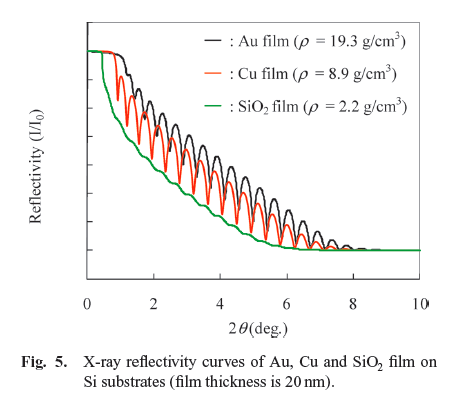 — : Au film (ρ = 19.3 g/cm³)
— : Cu film (ρ = 8.9 g/cm³)
— : SiO₂ film (ρ = 2.2 g/cm³)
Reflectivity (I/I₀)
0 2 4 6 8 10
2θ(deg.)
Fig. 5. X-ray reflectivity curves of Au, Cu and SiO₂ film on
Si substrates (film thickness is 20 nm).